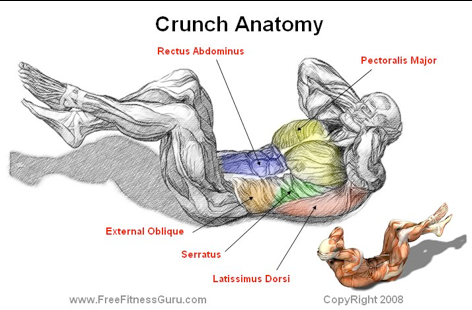 Crunch Anatomy
Rectus Abdominus
Pectoralis Major
External Oblique
Serratus
Latissimus Dorsi
www.FreeFitnessGuru.com
CopyRight 2008